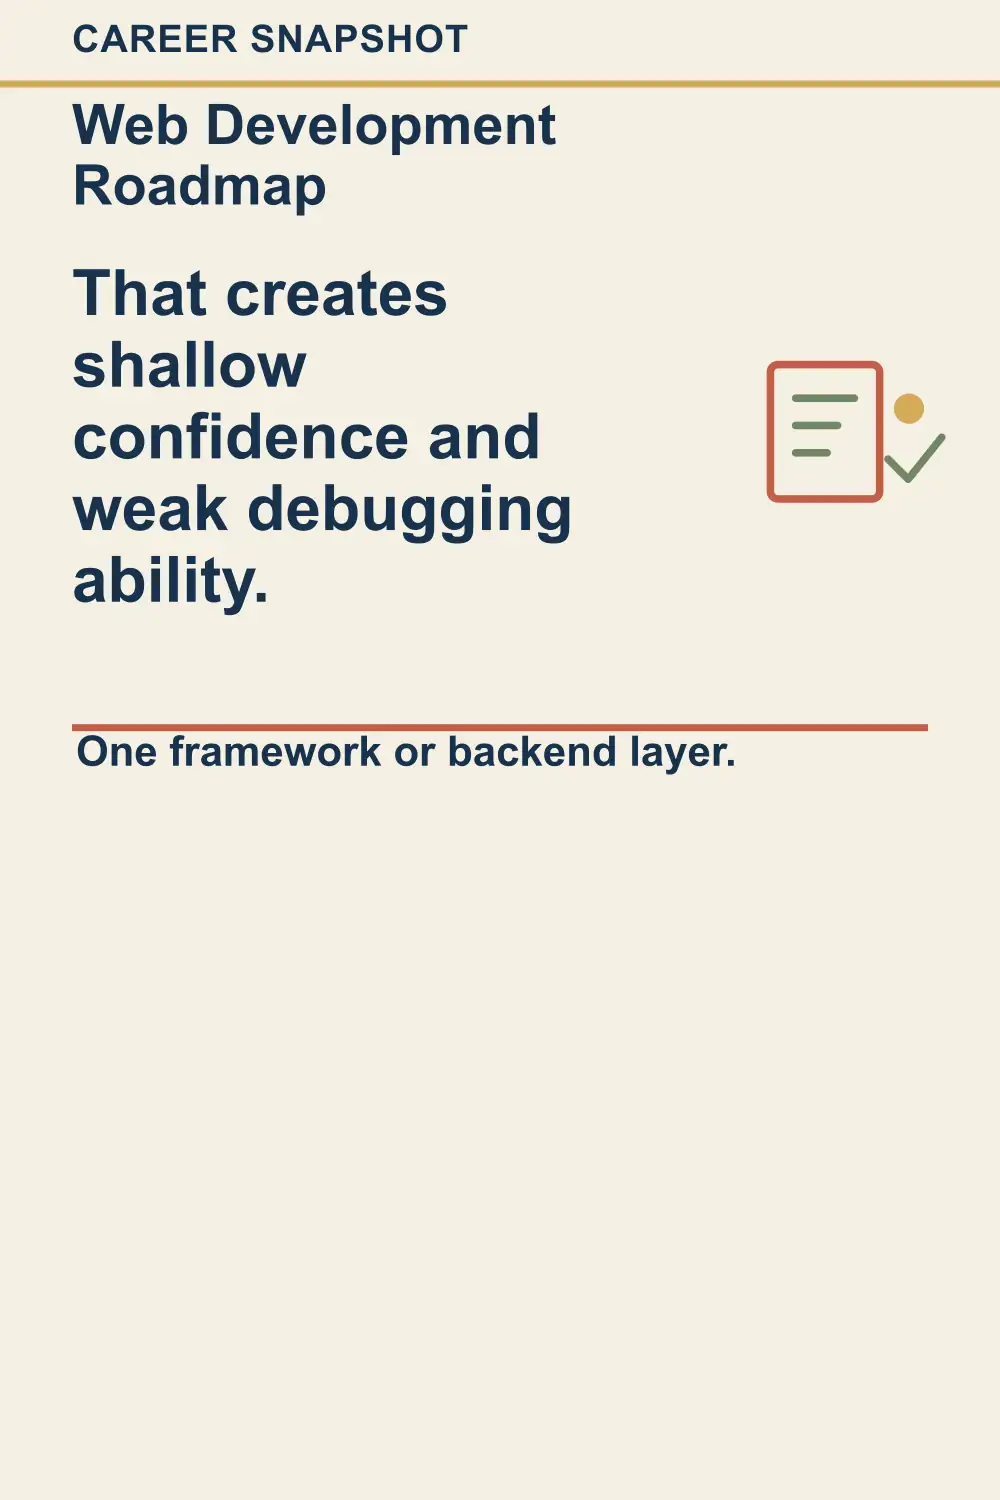 CAREER SNAPSHOT
Web Development
Roadmap
That creates
shallow
confidence and
weak debugging
ability.
One framework or backend layer.